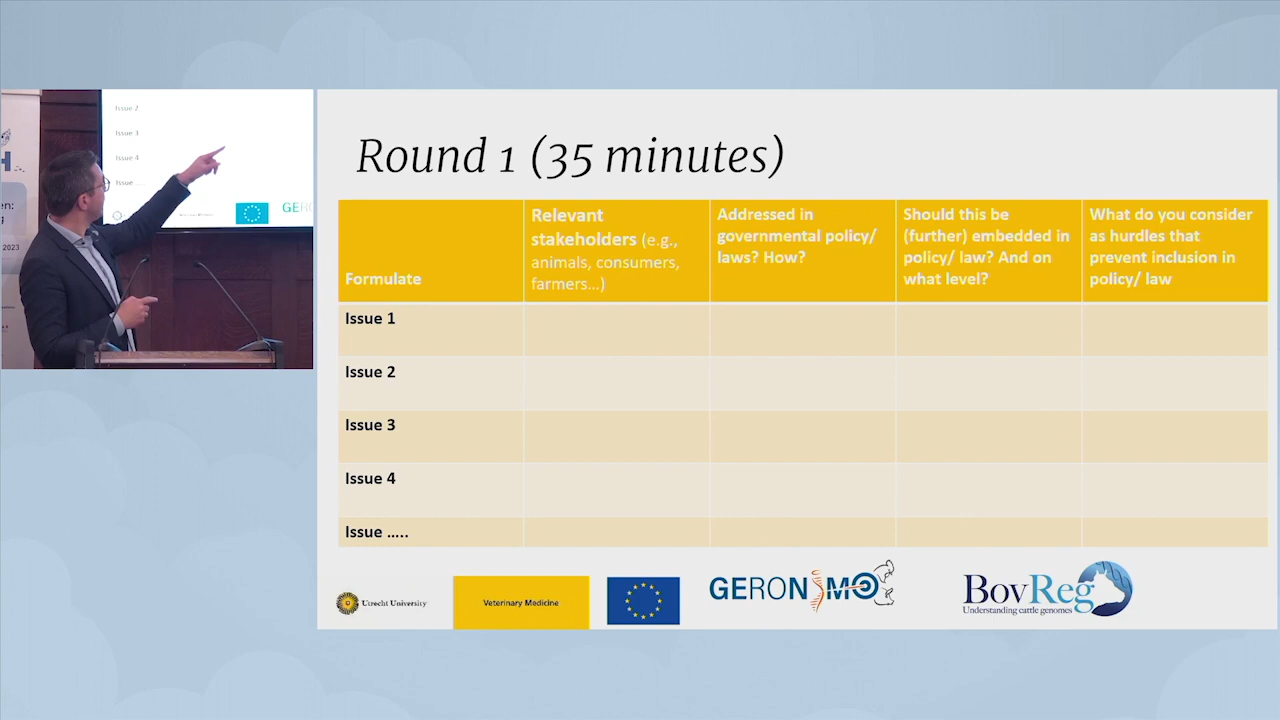 Issue 2
Issue 3
Issue 4
Issue .....
GERO
H
en:
g
2023
Round 1 (35 minutes)
Formulate
Relevant
stakeholders (e.g.,
animals, consumers,
farmers…)
Addressed in
governmental policy/
laws? How?
Should this be
(further) embedded in
policy/ law? And on
what level?
What do you consider
as hurdles that
prevent inclusion in
policy/ law
Issue 1
Issue 2
Issue 3
Issue 4
Issue …..
Utrecht University
Veterinary Medicine
GERONIMO
BovReg
Understanding cattle genomes